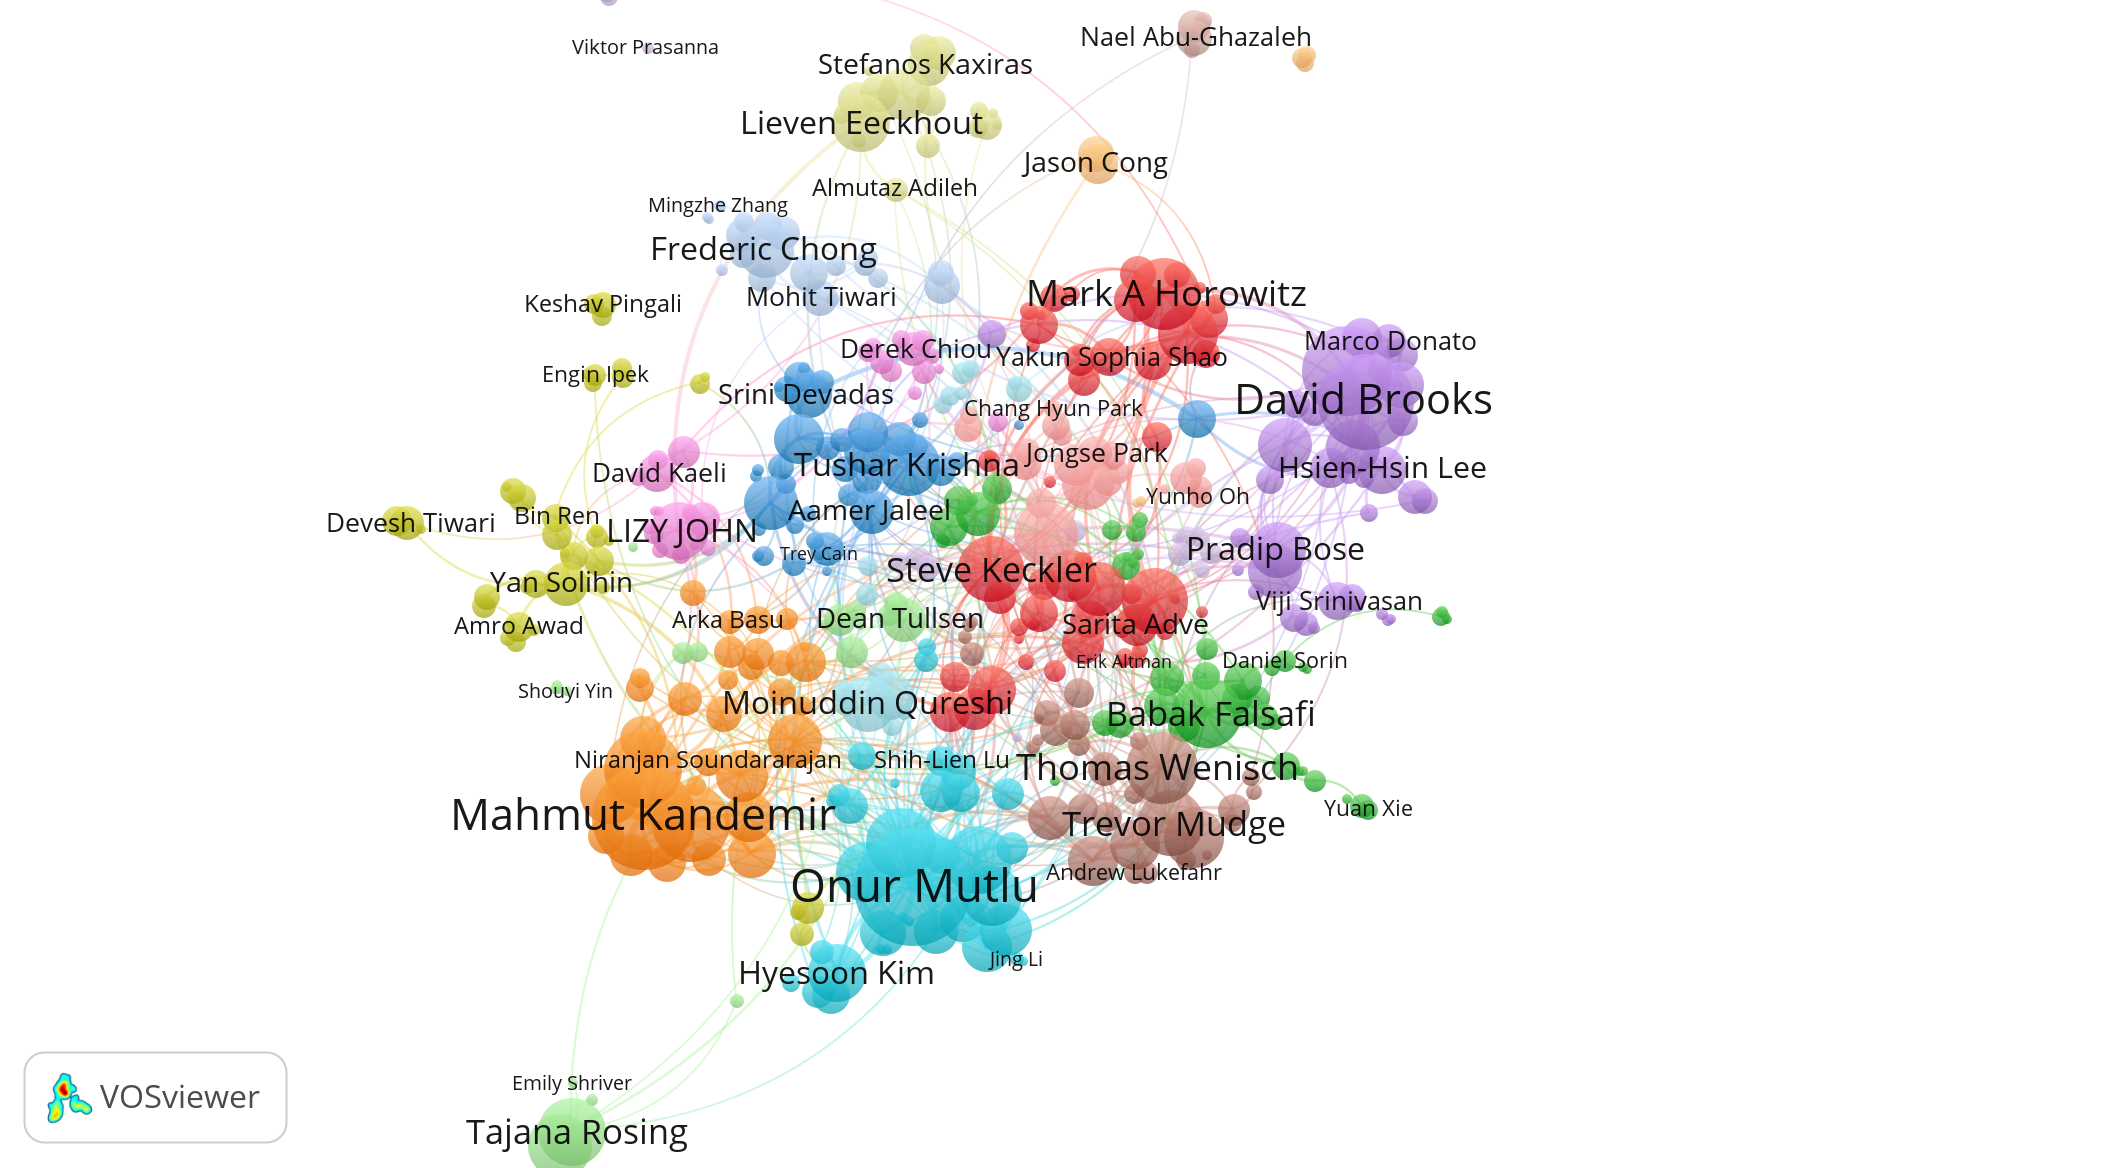 Nael Abu-Ghazaleh
Viktor Prasanna
Stefanos Kaxiras
Lieven Eeckhout
Jason Cong
Almutaz Adileh
Mingzhe Zhang
Frederic Chong
Mohit Tiwari
Mark A Horowitz
Keshav Pingali
Marco Donato
Derek Chiou
Yakun Sophia Shao
Engin Ipek
Srini Devadas
David Brooks
Chang Hyun Park
Jongse Park
Tushar Krishna
Hsien-Hsin Lee
David Kaeli
Yunho Oh
Aamer Jaleel
Devesh Tiwari
Bin Ren
LIZY JOHN
Trey Cain
Pradip Bose
Steve Keckler
Yan Solihin
Viji Srinivasan
Arka Basu
Dean Tullsen
Amro Awad
Sarita Adve
Erik Altman
Daniel Sorin
Shouyi Yin
Moinuddin Qureshi
Babak Falsafi
Niranjan Soundararajan
Shih-Lien Lu
Thomas Wenisch
Yuan Xie
Mahmut Kandemir
Trevor Mudge
Andrew Lukefahr
Onur Mutlu
Jing Li
Hyesoon Kim
Emily Shriver
VOSviewer
Tajana Rosing